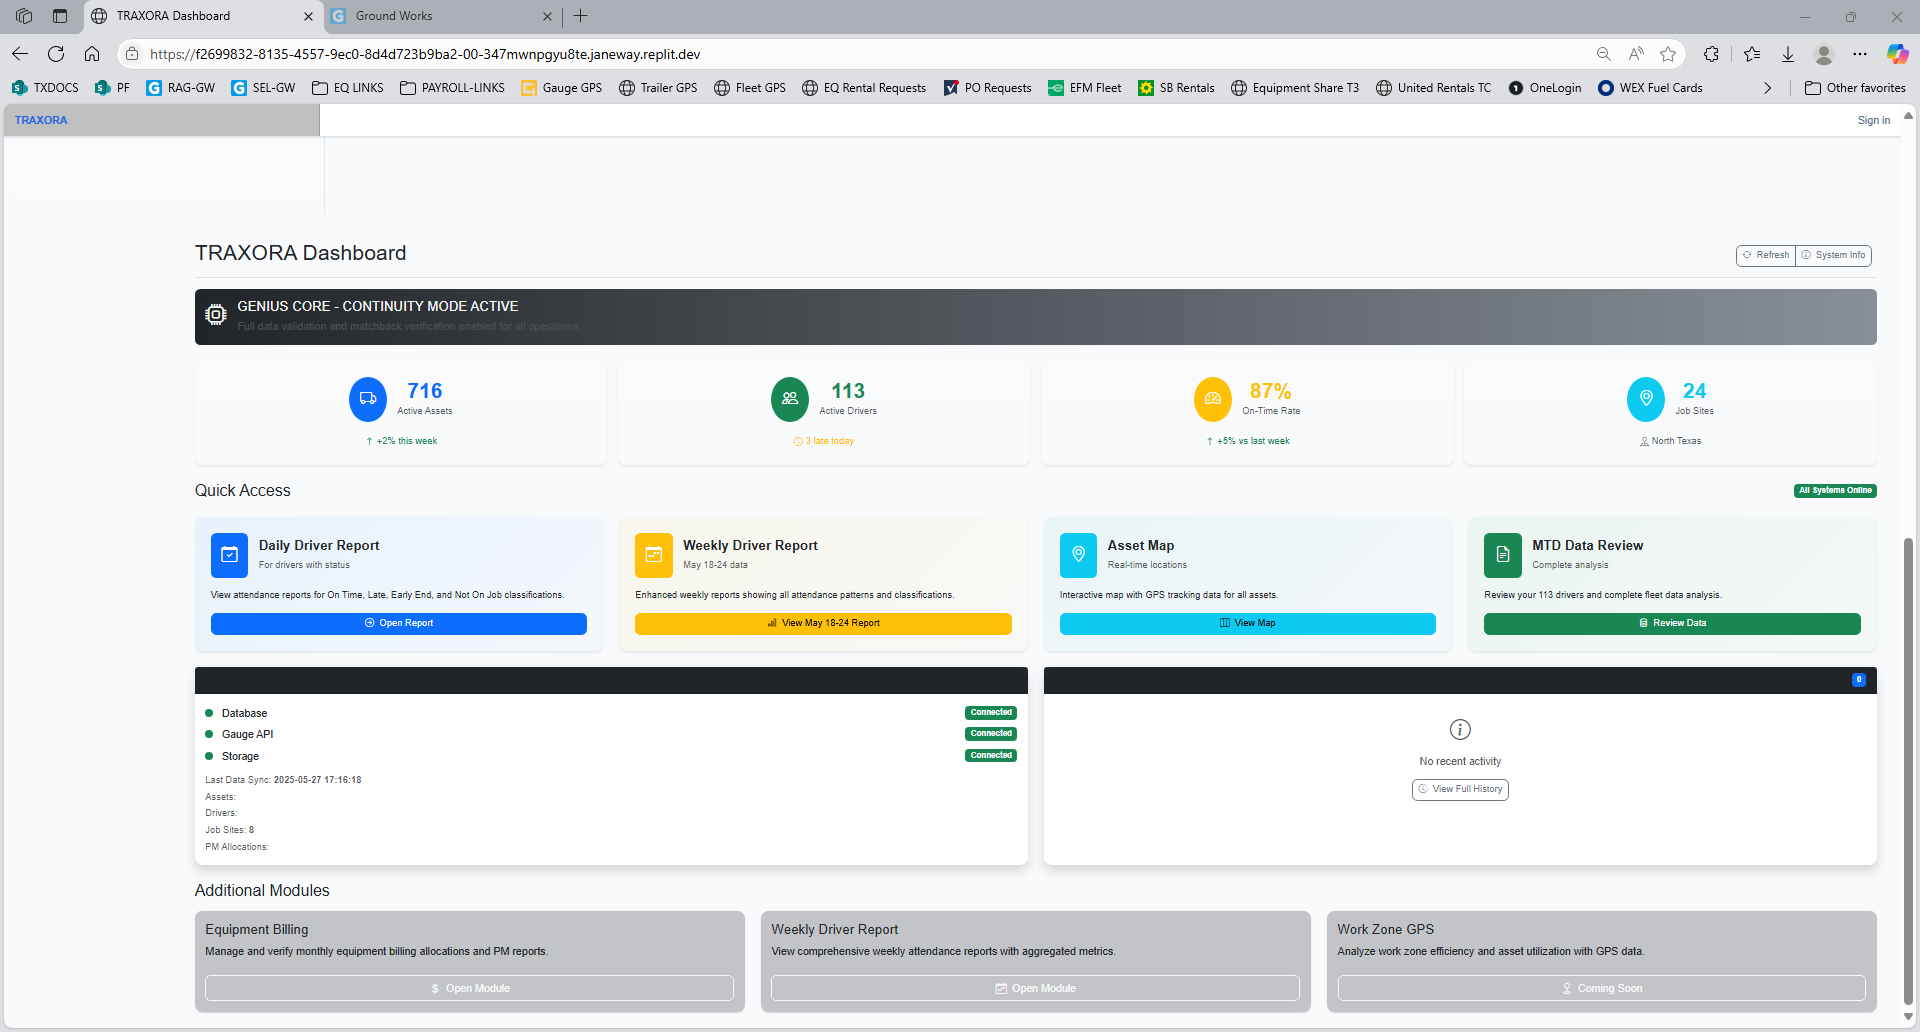 TRAXORA Dashboard
Ground Works
https://f2699832-8135-4557-9ec0-8d4d723b9ba2-00-347mwnpgyu8te.janeway.replit.dev
TXDOCS
PF
RAG-GW
SEL-GW
EQ LINKS
PAYROLL-LINKS
Gauge GPS
Trailer GPS
Fleet GPS
EQ Rental Requests
PO Requests
EFM Fleet
SB Rentals
Equipment Share T3
United Rentals TC
OneLogin
WEX Fuel Cards
Other favorites
TRAXORA
Sign in
TRAXORA Dashboard
Refresh
System Info
GENIUS CORE - CONTINUITY MODE ACTIVE
Full data validation and matchback verification enabled for all operations.
716
Active Assets
+2% this week
113
Active Drivers
3 late today
87%
On-Time Rate
+5% vs last week
24
Job Sites
North Texas
Quick Access
All Systems Online
Daily Driver Report
For drivers with status
View attendance reports for On Time, Late, Early End, and Not On Job classifications.
Open Report
Weekly Driver Report
May 18-24 data
Enhanced weekly reports showing all attendance patterns and classifications.
View May 18-24 Report
Asset Map
Real-time locations
Interactive map with GPS tracking data for all assets.
View Map
MTD Data Review
Complete analysis
Review your 113 drivers and complete fleet data analysis.
Review Data
Database
Connected
Gauge API
Connected
Storage
Connected
Last Data Sync: 2025-05-27 17:16:18
Assets:
Drivers:
Job Sites: 8
PM Allocations:
0
No recent activity
View Full History
Additional Modules
Equipment Billing
Manage and verify monthly equipment billing allocations and PM reports.
$ Open Module
Weekly Driver Report
View comprehensive weekly attendance reports with aggregated metrics.
Open Module
Work Zone GPS
Analyze work zone efficiency and asset utilization with GPS data.
Coming Soon